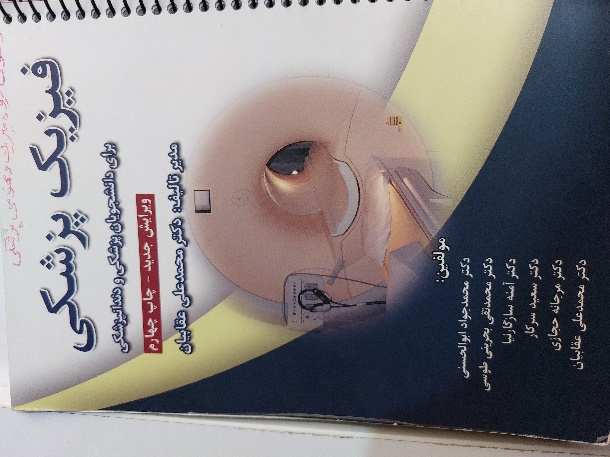 فیزیک پزشکی
برای دانشجویان پزشکی و دندانپزشکی
ویرایش جدید - چاپ چهارم
مدیر تالیف: دکتر محمدعلی عقابیان
مولفین:
دکتر محمدجواد ابوالحسنی
دکتر محمدتقی بحرینی طوسی
دکتر آمنه سازگارنیا
دکتر سعید سرکار
دکتر مرجانه حجازی
دکتر محمدعلی عقابیان